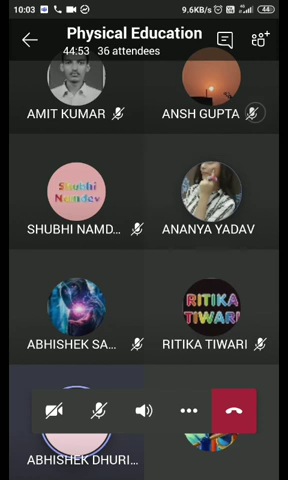 10:03
9.6KB/s
44
Physical Education
44:53 36 attendees
AMIT KUMAR
ANSH GUPTA
Shubhi
Namdev
SHUBHI NAMD...
ANANYA YADAV
RITIKA
TIWARI
ABHISHEK SA...
RITIKA TIWARI
ABHISHEK DHURI...